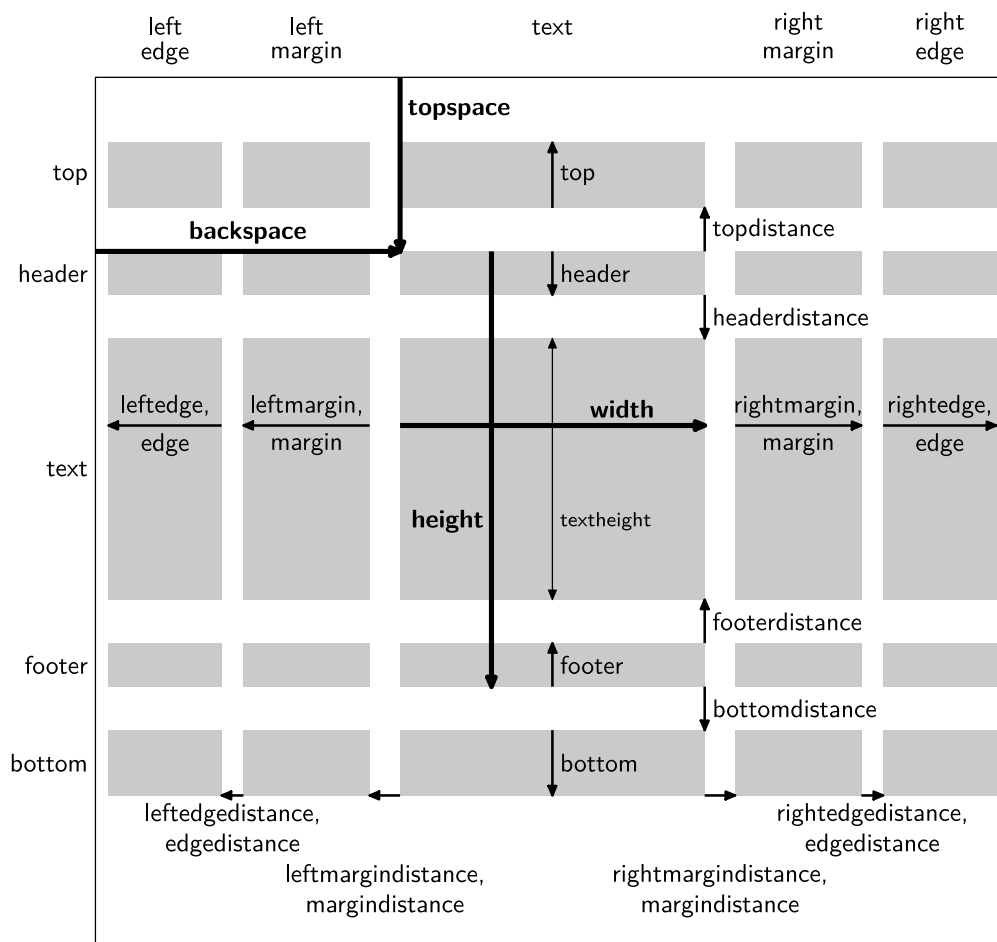 left
edge
left
margin
text
right
margin
right
edge
topspace
top
top
backspace
topdistance
header
header
headerdistance
leftedge,
edge
leftmargin,
margin
width
rightmargin,
margin
rightedge,
edge
text
height
textheight
footerdistance
footer
footer
bottomdistance
bottom
bottom
leftedgedistance,
edgedistance
rightedgedistance,
edgedistance
leftmargindistance,
margindistance
rightmargindistance,
margindistance